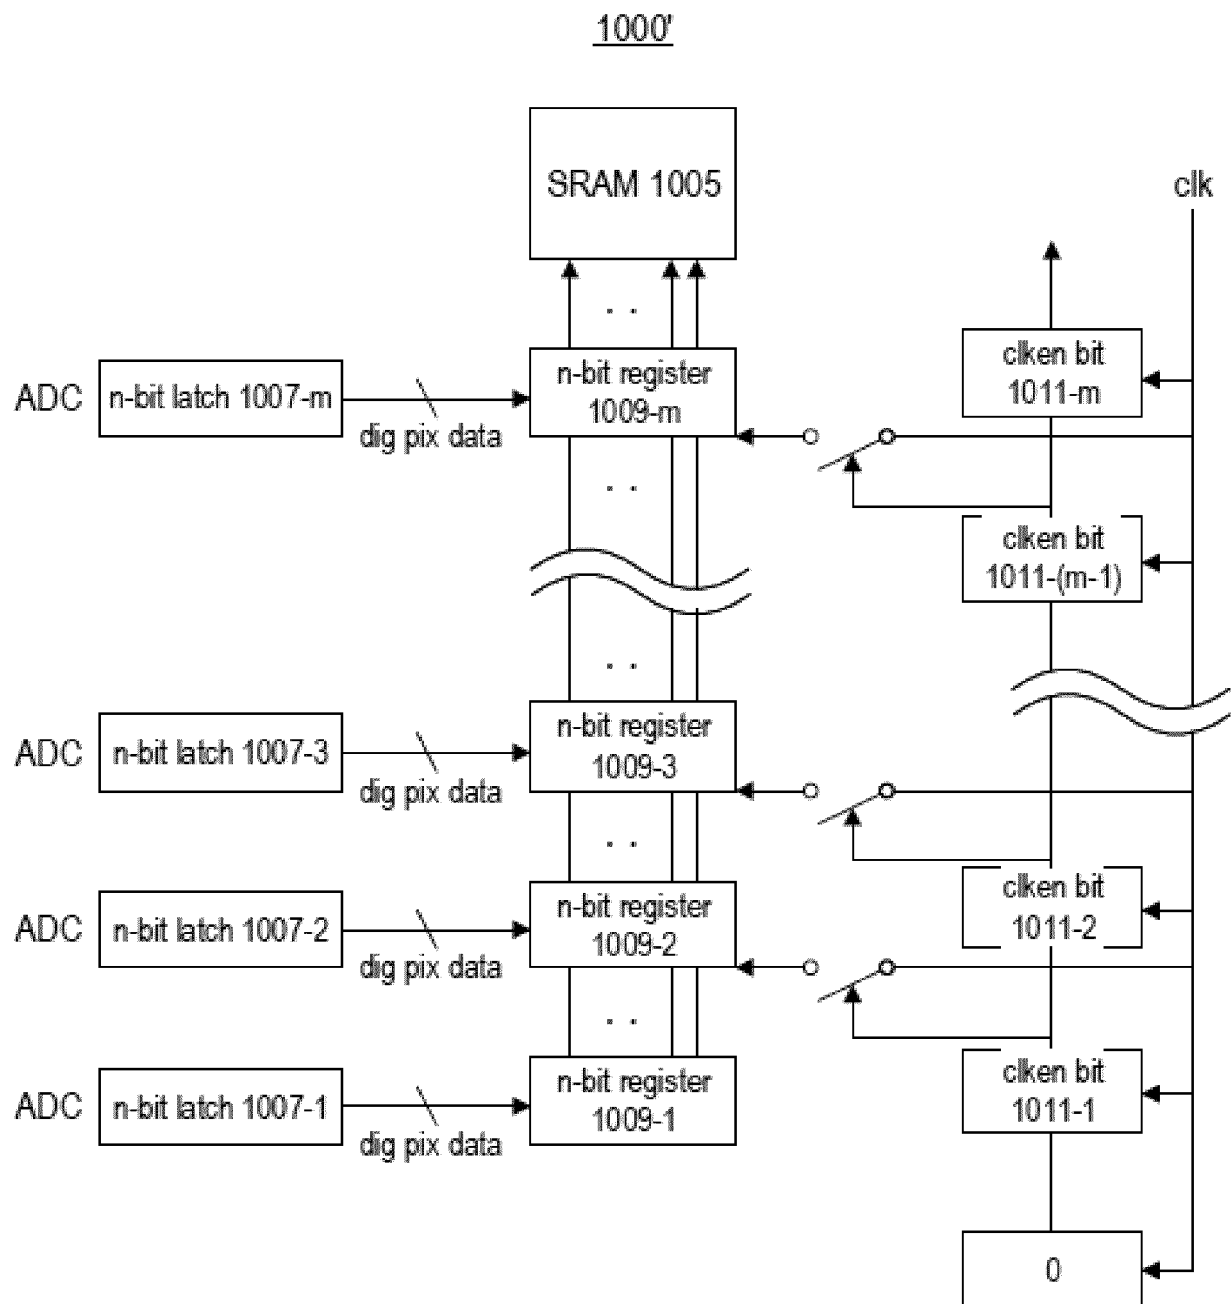 1000'
SRAM 1005
clk
. .
ADC
n-bit latch 1007-m
dig pix data
n-bit register
1009-m
clken bit
1011-m
. .
clken bit
1011-(m-1)
. .
ADC
n-bit latch 1007-3
dig pix data
n-bit register
1009-3
. .
clken bit
1011-2
ADC
n-bit latch 1007-2
dig pix data
n-bit register
1009-2
. .
clken bit
1011-1
ADC
n-bit latch 1007-1
dig pix data
n-bit register
1009-1
0